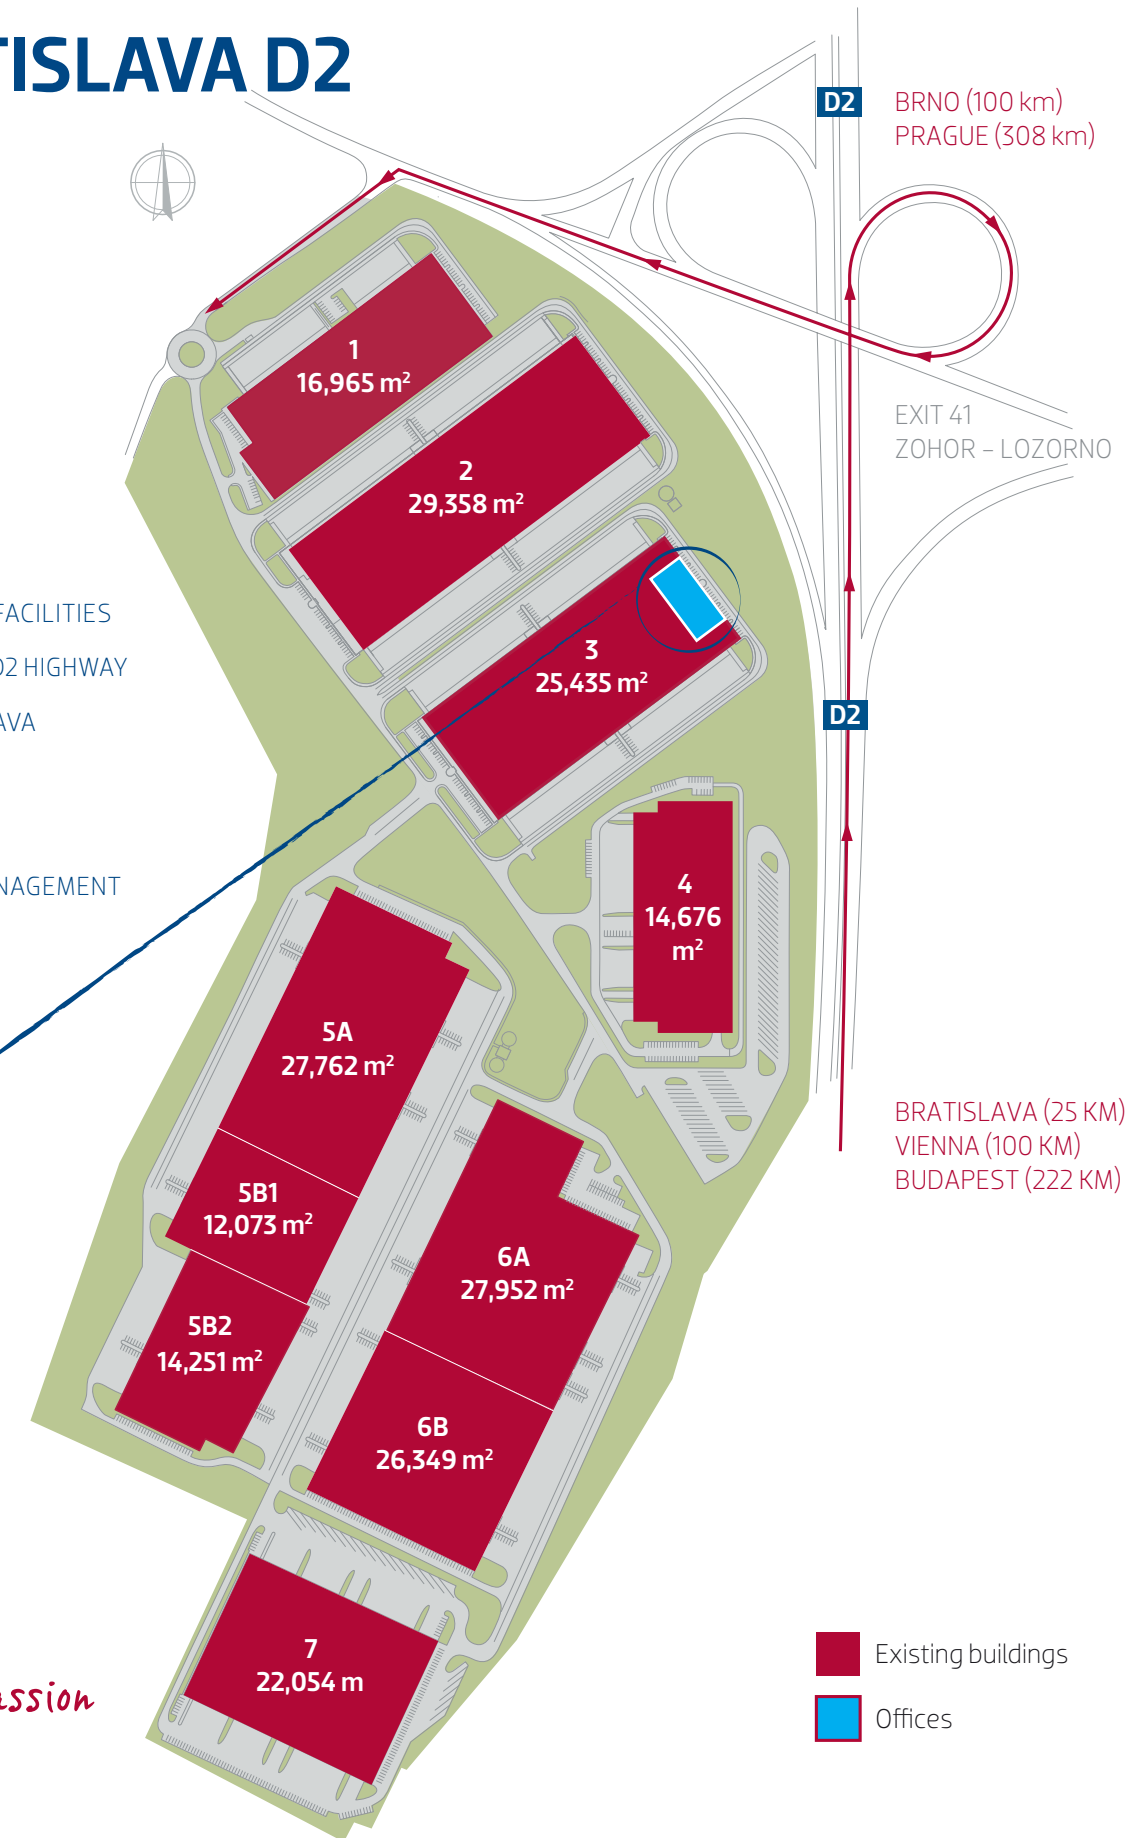 TISLAVA D2
D2
BRNO (100 km)
PRAGUE (308 km)
1
16,965 m²
EXIT 41
ZOHOR – LOZORNO
2
29,358 m²
FACILITIES
D2 HIGHWAY
AVA
3
25,435 m²
D2
NAGEMENT
4
14,676
m²
5A
27,762 m²
BRATISLAVA (25 KM)
VIENNA (100 KM)
BUDAPEST (222 KM)
5B1
12,073 m²
6A
27,952 m²
5B2
14,251 m²
6B
26,349 m²
7
22,054 m
Existing buildings
assion
Offices